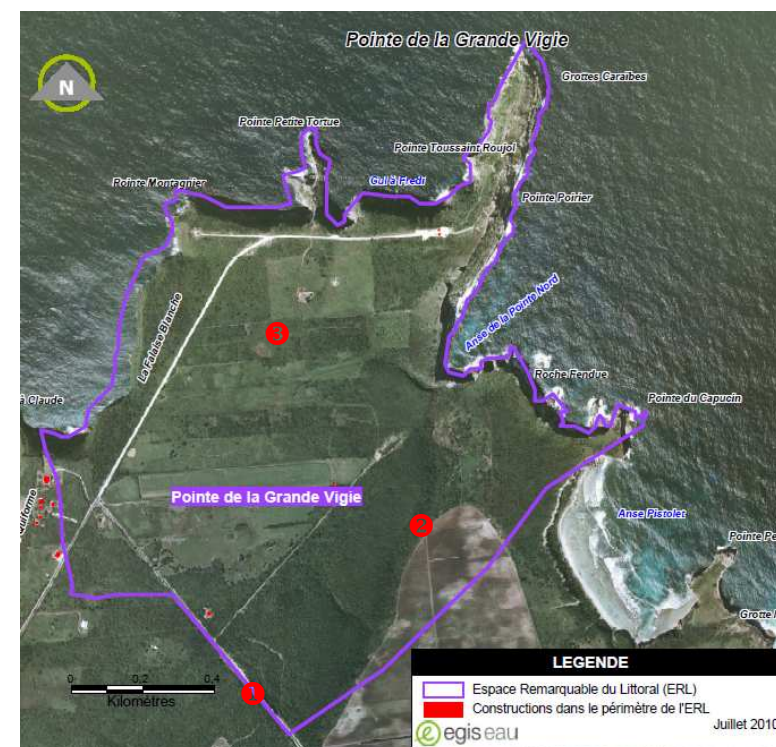 Pointe de la Grande Vigie
Grottes Caraïbes
N
Pointe Petite Tortue
Pointe Toussaint Roujol
Cul à Fredi
Pointe Montagnier
Pointe Poirier
La Falaise Blanche
Anse de la Pointe Nord
3
Roche Fendue
à Claude
Pointe du Capucin
Pointe de la Grande Vigie
Anse Pistolet
2
Pointe Pe
Grotte
1
0 0,2 0,4
Kilomètres
LEGENDE
Espace Remarquable du Littoral (ERL)
Constructions dans le périmètre de l'ERL
egis eau
Juillet 2010